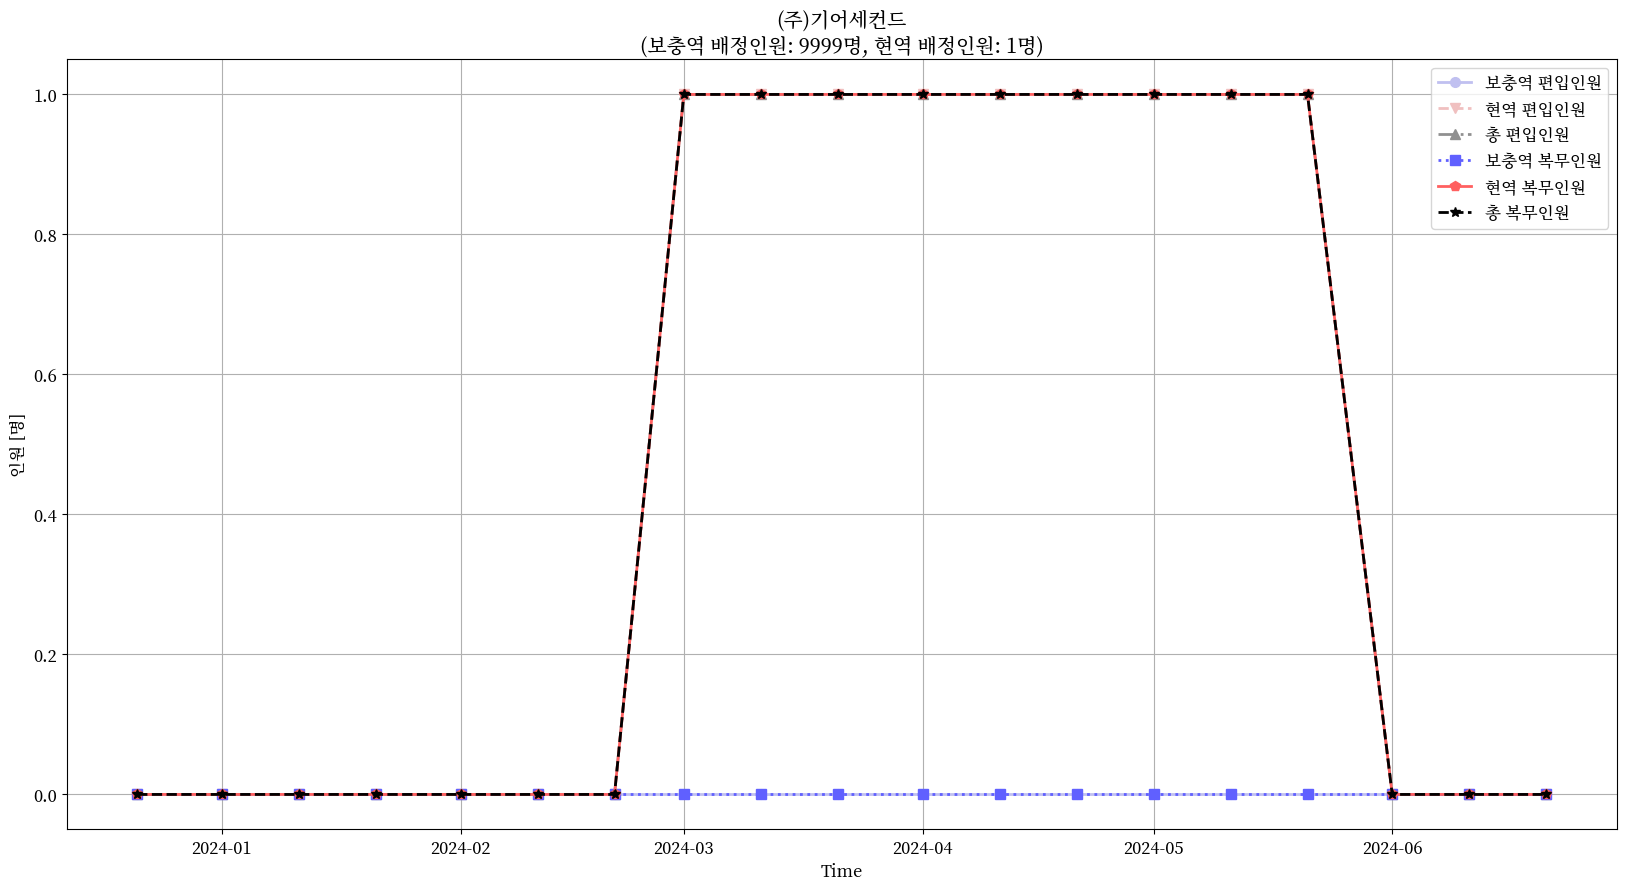 (주)기어세컨드
(보충역 배정인원: 9999명, 현역 배정인원: 1명)
보충역 편입인원
현역 편입인원
총 편입인원
보충역 복무인원
현역 복무인원
총 복무인원
1.0
0.8
0.6
0.4
0.2
0.0
인원 [명]
2024-01
2024-02
2024-03
2024-04
2024-05
2024-06
Time